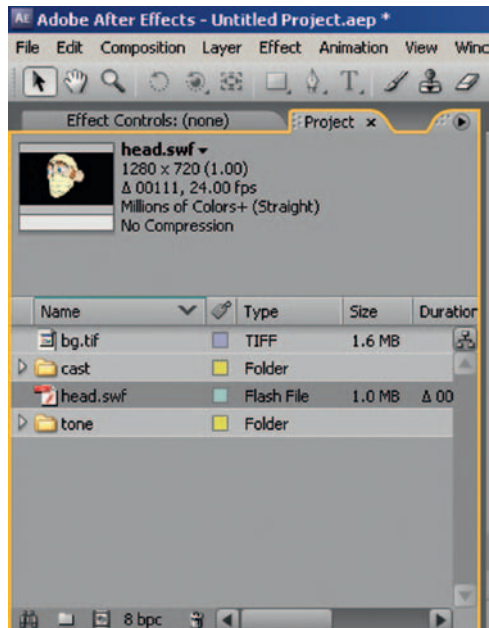 AE Adobe After Effects - Untitled Project.aep *
File Edit Composition Layer Effect Animation View Wind
Effect Controls: (none) Project ×
head.swf
1280 x 720 (1.00)
Δ 00111, 24.00 fps
Millions of Colors+ (Straight)
No Compression
Name Type Size Duration
bg.tif TIFF 1.6 MB
cast Folder
head.swf Flash File 1.0 MB Δ 00
tone Folder
8 bpc